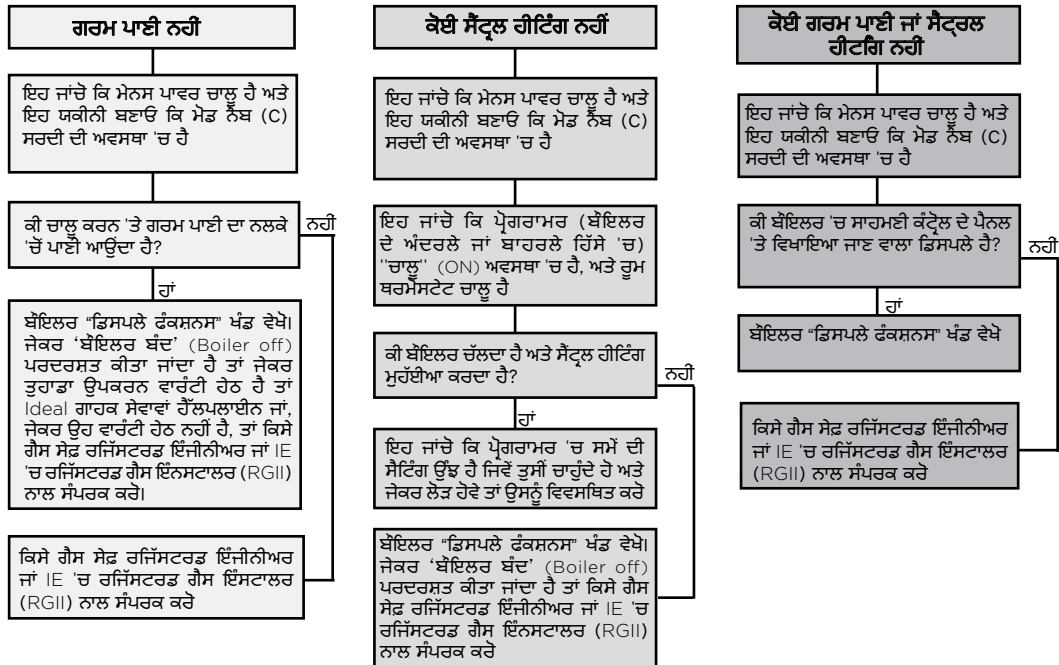 ਗਰਮ ਪਾਣੀ ਨਹੀ
ਇਹ ਜਾਂਚੋ ਕਿ ਮੇਨਸ ਪਾਵਰ ਚਾਲੂ ਹੈ ਅਤੇ
ਇਹ ਯਕੀਨੀ ਬਣਾਓ ਕਿ ਮੋਡ ਨੌਬ (C)
ਸਰਦੀ ਦੀ ਅਵਸਥਾ 'ਚ ਹੈ
ਕੀ ਚਾਲੂ ਕਰਨ 'ਤੇ ਗਰਮ ਪਾਣੀ ਦਾ ਨਲਕੇ
'ਚੋਂ ਪਾਣੀ ਆਉਂਦਾ ਹੈ?
ਨਹੀ
ਹਾਂ
ਬੌਇਲਰ “ਡਿਸਪਲੇ ਫੰਕਸ਼ਨਸ” ਖੰਡ ਵੇਖੋ।
ਜੇਕਰ ‘ਬੌਇਲਰ ਬੰਦ’ (Boiler off)
ਪਰਦਰਸ਼ਤ ਕੀਤਾ ਜਾਂਦਾ ਹੈ ਤਾਂ ਜੇਕਰ
ਤੁਹਾਡਾ ਉਪਕਰਨ ਵਾਰੰਟੀ ਹੇਠ ਹੈ ਤਾਂ
Ideal ਗਾਹਕ ਸੇਵਾਵਾਂ ਹੈੱਲਪਲਾਈਨ ਜਾਂ,
ਜੇਕਰ ਉਹ ਵਾਰੰਟੀ ਹੇਠ ਨਹੀਂ ਹੈ, ਤਾਂ ਕਿਸੇ
ਗੈਸ ਸੇਫ਼ ਰਜਿੱਸਟਰਡ ਇੰਜੀਨੀਅਰ ਜਾਂ IE
'ਚ ਰਜਿੱਸਟਰਡ ਗੈਸ ਇੰਨਸਟਾਲਰ (RGII)
ਨਾਲ ਸੰਪਰਕ ਕਰੋ।
ਕਿਸੇ ਗੈਸ ਸੇਫ਼ ਰਜਿੱਸਟਰਡ ਇੰਜੀਨੀਅਰ
ਜਾਂ IE 'ਚ ਰਜਿੱਸਟਰਡ ਗੈਸ ਇੰਸਟਾਲਰ
(RGII) ਨਾਲ ਸੰਪਰਕ ਕਰੋ
ਕੋਈ ਸੈਂਟ੍ਰਲ ਹੀਟਿੰਗ ਨਹੀਂ
ਇਹ ਜਾਂਚੋ ਕਿ ਮੇਨਸ ਪਾਵਰ ਚਾਲੂ ਹੈ ਅਤੇ
ਇਹ ਯਕੀਨੀ ਬਣਾਓ ਕਿ ਮੋਡ ਨੌਬ (C)
ਸਰਦੀ ਦੀ ਅਵਸਥਾ 'ਚ ਹੈ
ਇਹ ਜਾਂਚੋ ਕਿ ਪ੍ਰੋਗਰਾਮਰ (ਬੌਇਲਰ
ਦੇ ਅੰਦਰਲੇ ਜਾਂ ਬਾਹਰਲੇ ਹਿੱਸੇ 'ਚ)
''ਚਾਲੂ'' (ON) ਅਵਸਥਾ 'ਚ ਹੈ, ਅਤੇ ਰੂਮ
ਥਰਮੋਸਟੇਟ ਚਾਲੂ ਹੈ
ਕੀ ਬੌਇਲਰ ਚੱਲਦਾ ਹੈ ਅਤੇ ਸੈਂਟ੍ਰਲ ਹੀਟਿੰਗ
ਮੁਹੱਈਆ ਕਰਦਾ ਹੈ?
ਨਹੀ
ਹਾਂ
ਇਹ ਜਾਂਚੋ ਕਿ ਪ੍ਰੋਗਰਾਮਰ 'ਚ ਸਮੇਂ ਦੀ
ਸੈਟਿੰਗ ਉਂਝ ਹੈ ਜਿਵੇਂ ਤੁਸੀਂ ਚਾਹੁੰਦੇ ਹੋ ਅਤੇ
ਜੇਕਰ ਲੋੜ ਹੋਵੇ ਤਾਂ ਉਸਨੂੰ ਵਿਵਸਥਿਤ ਕਰੋ
ਬੌਇਲਰ “ਡਿਸਪਲੇ ਫੰਕਸ਼ਨਸ” ਖੰਡ ਵੇਖੋ।
ਜੇਕਰ ‘ਬੌਇਲਰ ਬੰਦ’ (Boiler off)
ਪਰਦਰਸ਼ਤ ਕੀਤਾ ਜਾਂਦਾ ਹੈ ਤਾਂ ਕਿਸੇ ਗੈਸ
ਸੇਫ਼ ਰਜਿੱਸਟਰਡ ਇੰਜੀਨੀਅਰ ਜਾਂ IE 'ਚ
ਰਜਿੱਸਟਰਡ ਗੈਸ ਇੰਨਸਟਾਲਰ (RGII)
ਨਾਲ ਸੰਪਰਕ ਕਰੋ
ਕੋਈ ਗਰਮ ਪਾਣੀ ਜਾਂ ਸੈਟ੍ਰਲ
ਹੀਟਗਿ ਨਹੀ
ਇਹ ਜਾਂਚੋ ਕਿ ਮੇਨਸ ਪਾਵਰ ਚਾਲੂ ਹੈ ਅਤੇ
ਇਹ ਯਕੀਨੀ ਬਣਾਓ ਕਿ ਮੋਡ ਨੌਬ (C)
ਸਰਦੀ ਦੀ ਅਵਸਥਾ 'ਚ ਹੈ
ਕੀ ਬੌਇਲਰ 'ਚ ਸਾਹਮਣੀ ਕੰਟ੍ਰੋਲ ਦੇ ਪੈਨਲ
'ਤੇ ਵਿਖਾਇਆ ਜਾਣ ਵਾਲਾ ਡਿਸਪਲੇ ਹੈ?
ਨਹੀ
ਹਾਂ
ਬੌਇਲਰ “ਡਿਸਪਲੇ ਫੰਕਸ਼ਨਸ” ਖੰਡ ਵੇਖੋ
ਕਿਸੇ ਗੈਸ ਸੇਫ਼ ਰਜਿੱਸਟਰਡ ਇੰਜੀਨੀਅਰ
ਜਾਂ IE 'ਚ ਰਜਿੱਸਟਰਡ ਗੈਸ ਇੰਸਟਾਲਰ
(RGII) ਨਾਲ ਸੰਪਰਕ ਕਰੋ